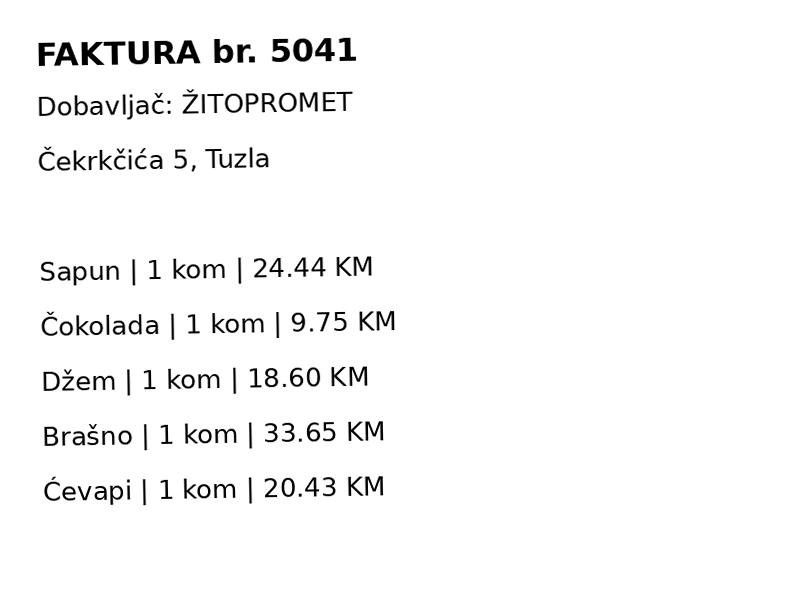 FAKTURA br. 5041
Dobavljač: ŽITOPROMET
Čekrkčića 5, Tuzla
Sapun | 1 kom | 24.44 KM
Čokolada | 1 kom | 9.75 KM
Džem | 1 kom | 18.60 KM
Brašno | 1 kom | 33.65 KM
Ćevapi | 1 kom | 20.43 KM